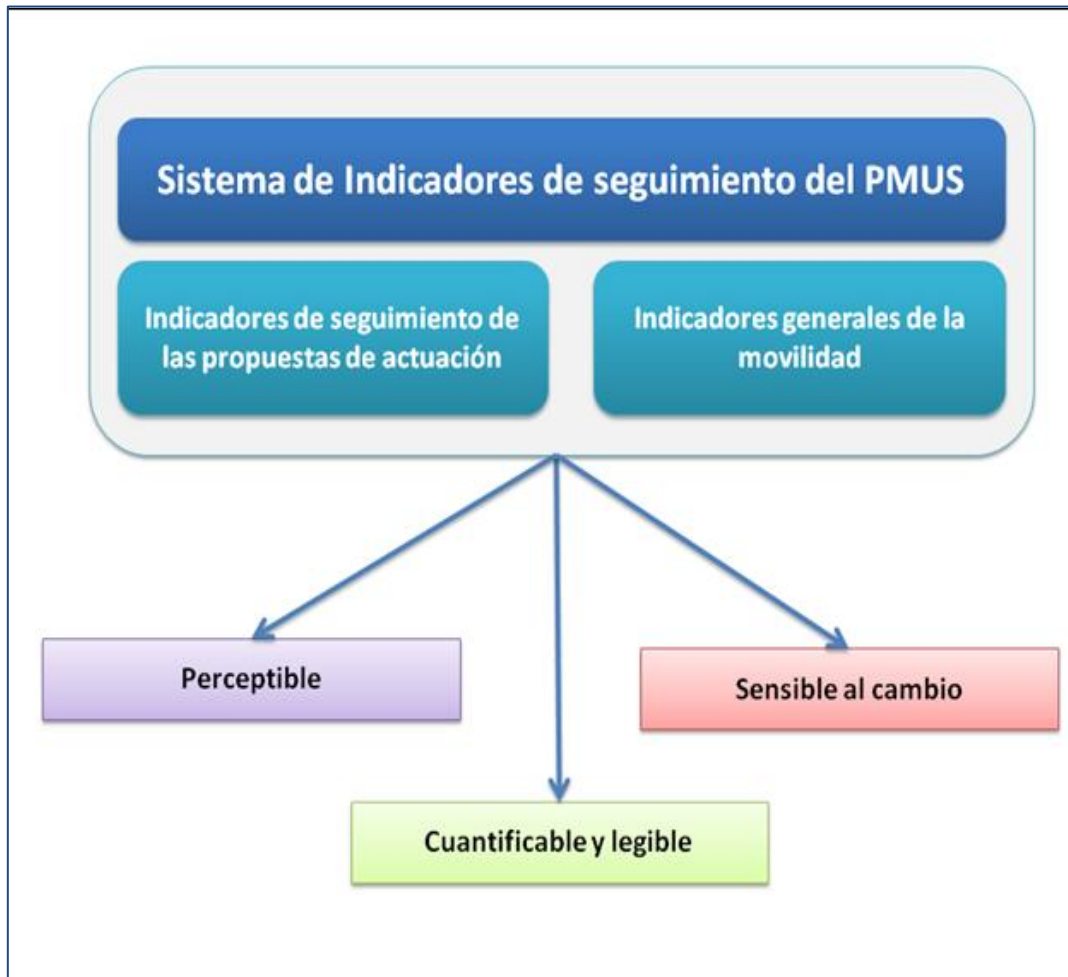 Sistema de Indicadores de seguimiento del PMUS
Indicadores de seguimiento de
las propuestas de actuación
Indicadores generales de la
movilidad
Perceptible
Sensible al cambio
Cuantificable y legible